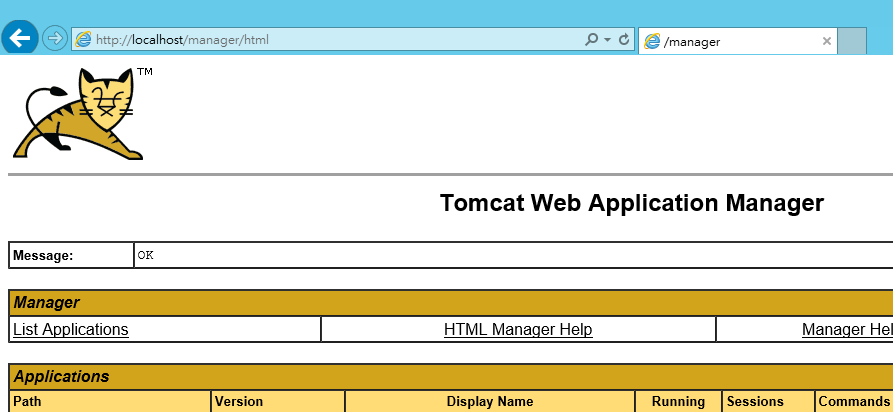 http://localhost/manager/html
/manager
TM
Tomcat Web Application Manager
Message: OK
Manager
List Applications HTML Manager Help Manager Hel
Applications
Path Version Display Name Running Sessions Commands